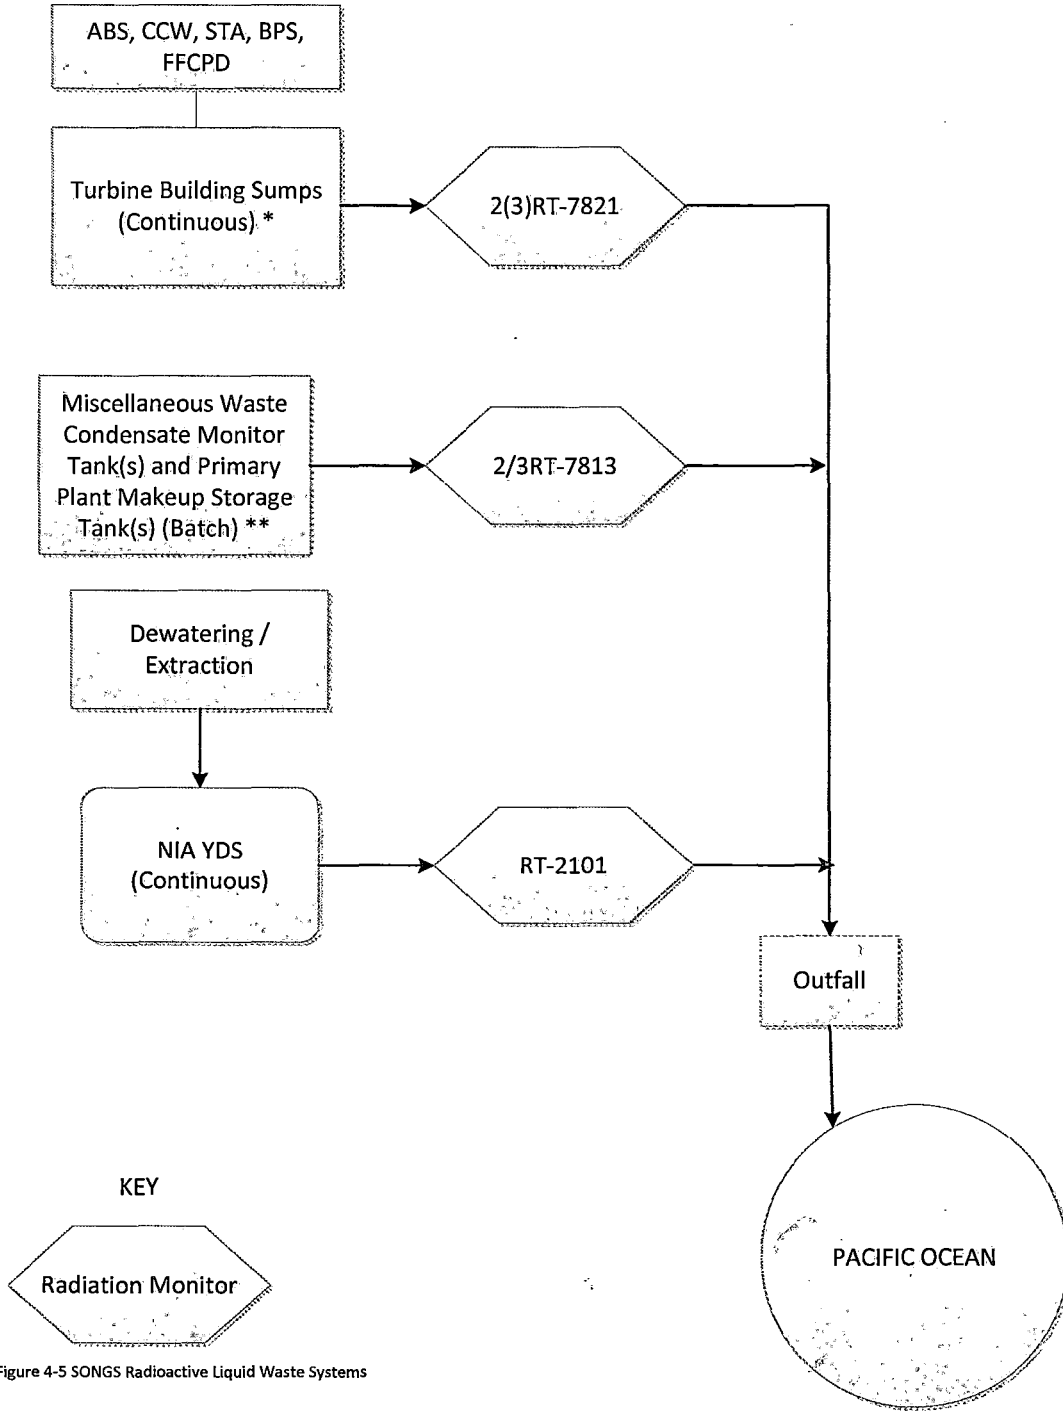 ABS, CCW, STA, BPS,
FFCPD
Turbine Building Sumps
(Continuous) *
2(3)RT-7821
Miscellaneous Waste
Condensate Monitor
Tank(s) and Primary
Plant Makeup Storage
Tank(s) (Batch) **
2/3RT-7813
Dewatering /
Extraction
NIA YDS
(Continuous)
RT-2101
Outfall
PACIFIC OCEAN
KEY
Radiation Monitor
Figure 4-5 SONGS Radioactive Liquid Waste Systems